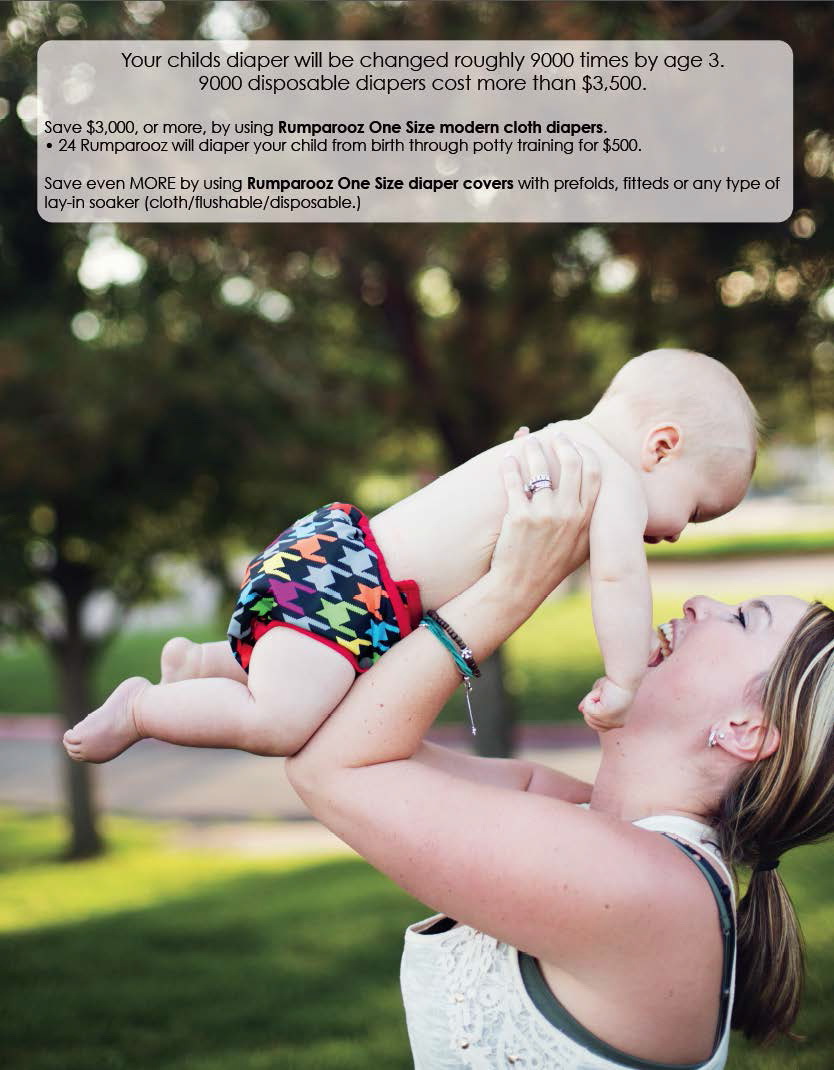 Your childs diaper will be changed roughly 9000 times by age 3.
9000 disposable diapers cost more than $3,500.
Save $3,000, or more, by using Rumparooz One Size modern cloth diapers.
• 24 Rumparooz will diaper your child from birth through potty training for $500.
Save even MORE by using Rumparooz One Size diaper covers with prefolds, fitteds or any type of
lay-in soaker (cloth/flushable/disposable.)